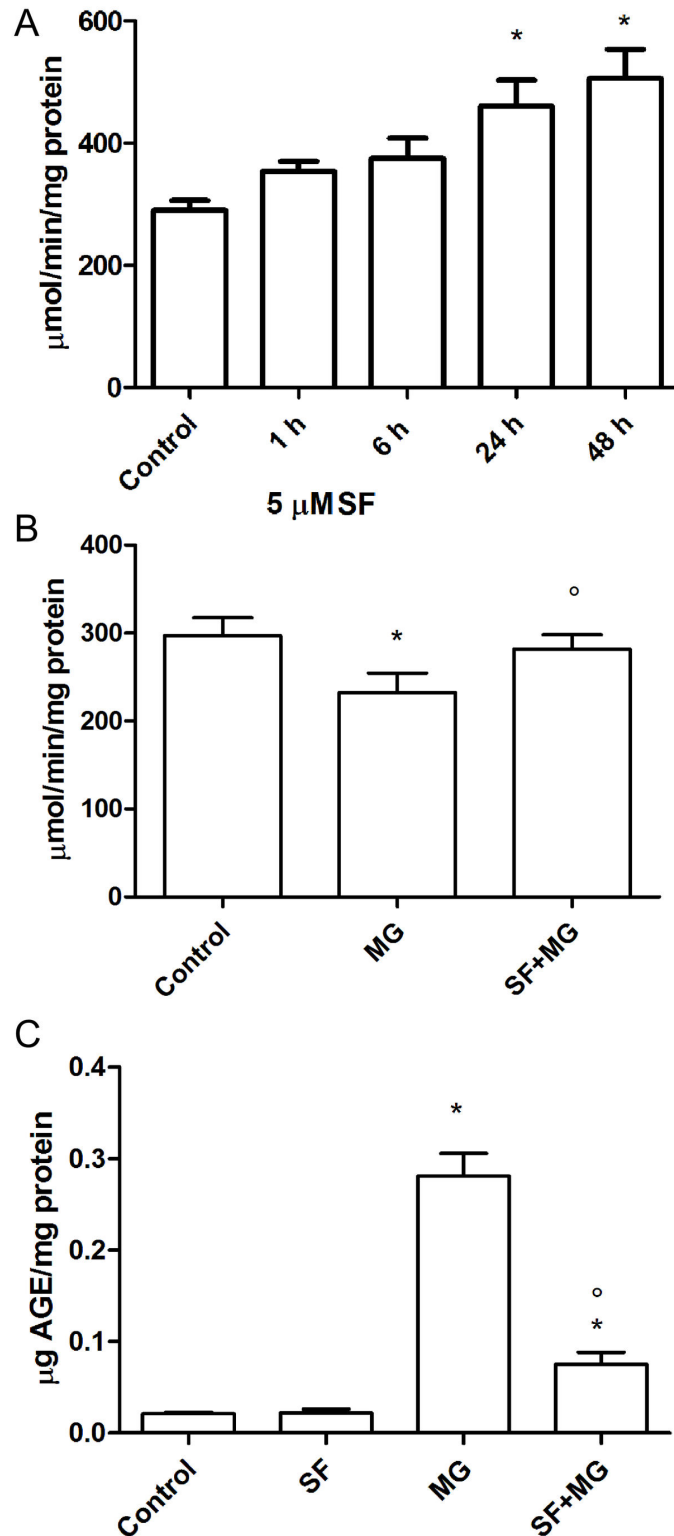 A
μmol/min/mg protein
600
400
200
0
*
*
Control
1 h
6 h
24 h
48 h
5 μM SF
B
μmol/min/mg protein
400
300
200
100
0
*
°
Control
MG
SF+MG
C
μg AGE/mg protein
0.4
0.3
0.2
0.1
0.0
*
°
*
Control
SF
MG
SF+MG